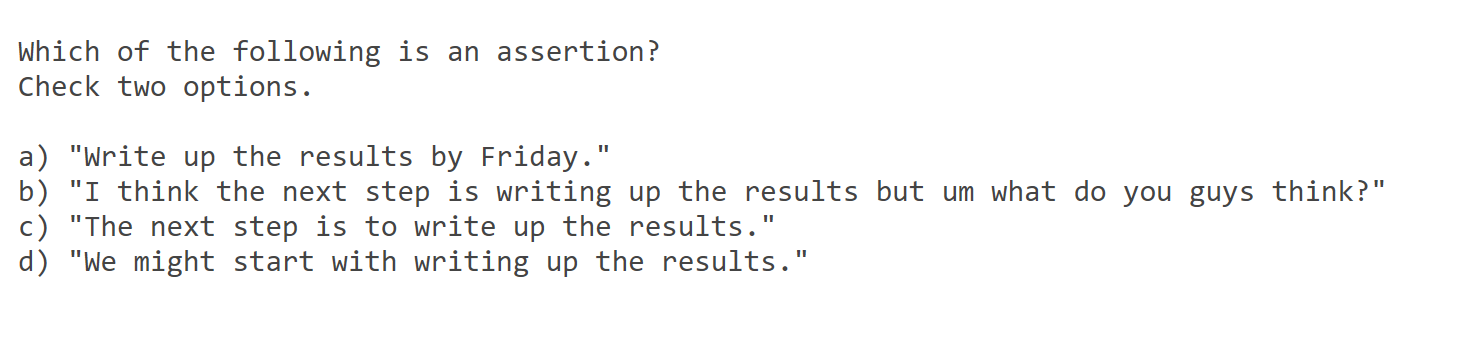 Which of the following is an assertion?
Check two options.
a) "Write up the results by Friday."
b) "I think the next step is writing up the results but um what do you guys think?"
c) "The next step is to write up the results."
d) "We might start with writing up the results."